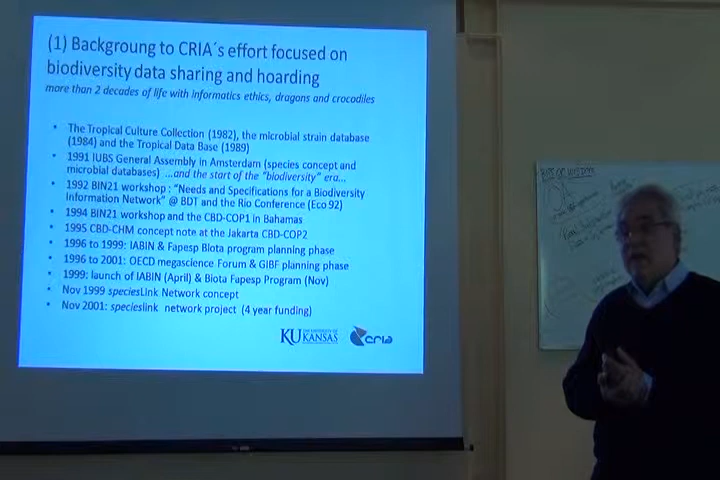 (1) Backgroung to CRIA´s effort focused on
biodiversity data sharing and hoarding
more than 2 decades of life with informatics ethics, dragons and crocodiles
• The Tropical Culture Collection (1982), the microbial strain database
(1984) and the Tropical Data Base (1989)
• 1991 IUBS General Assembly in Amsterdam (species concept and
microbial databases) ...and the start of the "biodiversity" era...
• 1992 BIN21 workshop : "Needs and Specifications for a Biodiversity
Information Network" @ BDT and the Rio Conference (Eco 92)
• 1994 BIN21 workshop and the CBD-COP1 in Bahamas
• 1995 CBD-CHM concept note at the Jakarta CBD-COP2
• 1996 to 1999: IABIN & Fapesp Biota program planning phase
• 1996 to 2001: OECD megascience Forum & GIBF planning phase
• 1999: launch of IABIN (April) & Biota Fapesp Program (Nov)
• Nov 1999 speciesLink Network concept
• Nov 2001: specieslink network project (4 year funding)
KU THE UNIVERSITY OF KANSAS
cria